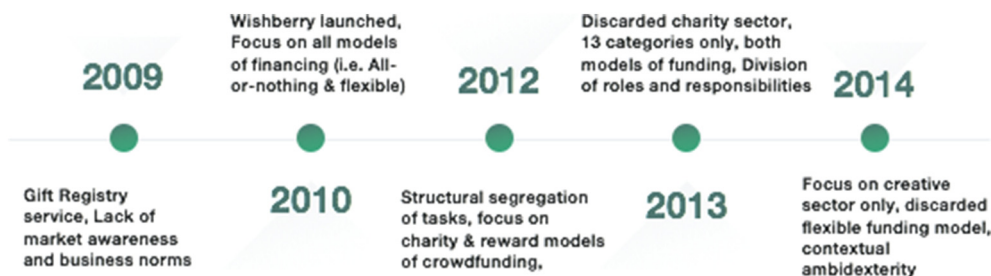 2009
Gift Registry
service, Lack of
market awareness
and business norms
Wishberry launched,
Focus on all models
of financing (i.e. All-
or-nothing & flexible)
2010
2012
Structural segregation
of tasks, focus on
charity & reward models
of crowdfunding,
Discarded charity sector,
13 categories only, both
models of funding, Division
of roles and responsibilities
2013
2014
Focus on creative
sector only, discarded
flexible funding model,
contextual
ambidexterity